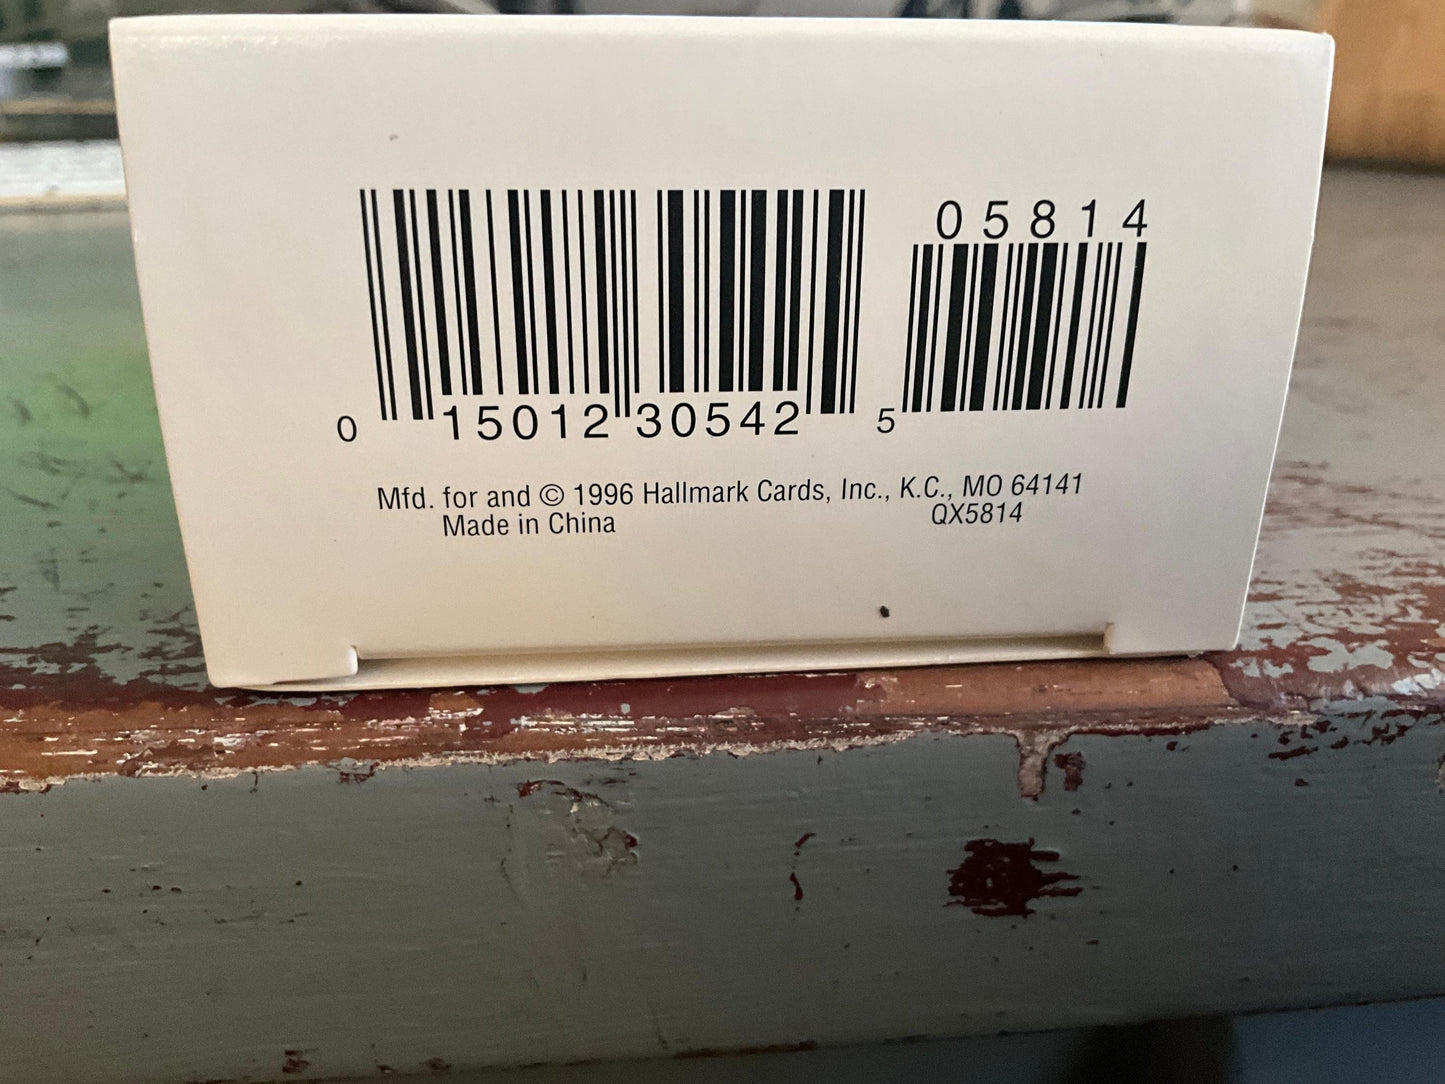 05814
0 15012 30542 5
Mfd. for and © 1996 Hallmark Cards, Inc., K.C., MO 64141
Made in China QX5814